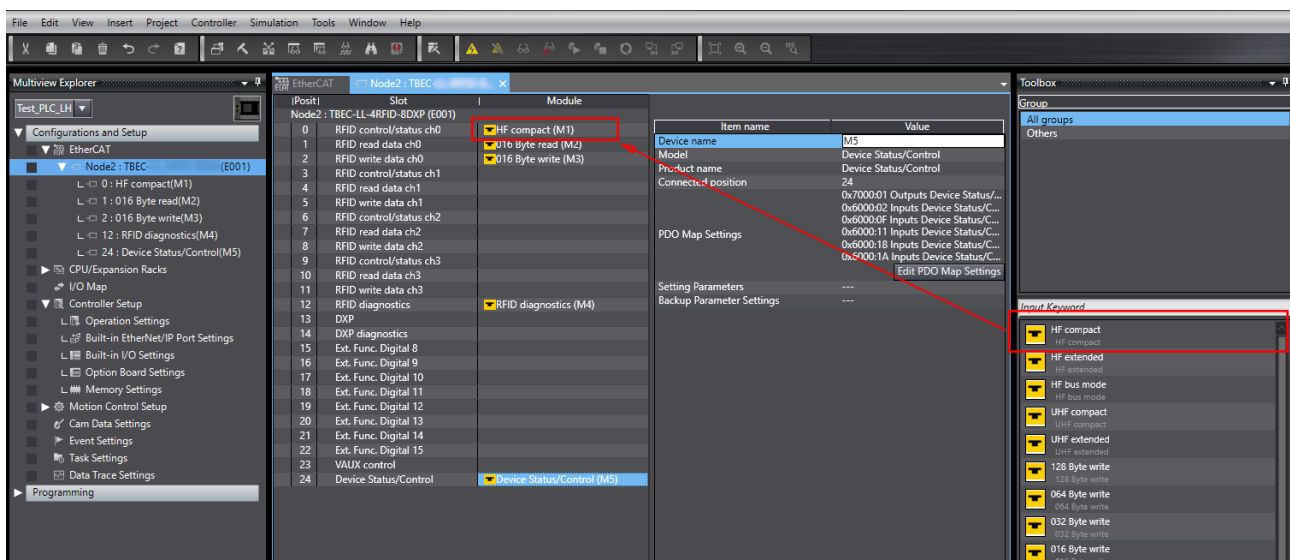 File Edit View Insert Project Controller Simulation Tools Window Help
Multiview Explorer
Test_PLC_LH
Configurations and Setup
EtherCAT
Node2 : TBEC- (E001)
0 : HF compact(M1)
1 : 016 Byte read(M2)
2 : 016 Byte write(M3)
12 : RFID diagnostics(M4)
24 : Device Status/Control(M5)
CPU/Expansion Racks
I/O Map
Controller Setup
Operation Settings
Built-in EtherNet/IP Port Settings
Built-in I/O Settings
Option Board Settings
Memory Settings
Motion Control Setup
Cam Data Settings
Event Settings
Task Settings
Data Trace Settings
Programming
EtherCAT Node2 : TBEC
|Posit| Slot | Module
Node2 : TBEC-LL-4RFID-8DXP (E001)
0 RFID control/status ch0 HF compact (M1)
1 RFID read data ch0 016 Byte read (M2)
2 RFID write data ch0 016 Byte write (M3)
3 RFID control/status ch1
4 RFID read data ch1
5 RFID write data ch1
6 RFID control/status ch2
7 RFID read data ch2
8 RFID write data ch2
9 RFID control/status ch3
10 RFID read data ch3
11 RFID write data ch3
12 RFID diagnostics RFID diagnostics (M4)
13 DXP
14 DXP diagnostics
15 Ext. Func. Digital 8
16 Ext. Func. Digital 9
17 Ext. Func. Digital 10
18 Ext. Func. Digital 11
19 Ext. Func. Digital 12
20 Ext. Func. Digital 13
21 Ext. Func. Digital 14
22 Ext. Func. Digital 15
23 VAUX control
24 Device Status/Control Device Status/Control (M5)
Item name Value
Device name M5
Model Device Status/Control
Product name Device Status/Control
Connected position 24
PDO Map Settings
0x7000:01 Outputs Device Status/...
0x6000:02 Inputs Device Status/C...
0x6000:0F Inputs Device Status/C...
0x6000:11 Inputs Device Status/C...
0x6000:18 Inputs Device Status/C...
0x6000:1A Inputs Device Status/C...
Edit PDO Map Settings
Setting Parameters ---
Backup Parameter Settings ---
Toolbox
Group
All groups
Others
Input Keyword
HF compact
HF compact
HF extended
HF extended
HF bus mode
HF bus mode
UHF compact
UHF compact
UHF extended
UHF extended
128 Byte write
128 Byte write
064 Byte write
064 Byte write
032 Byte write
032 Byte write
016 Byte write